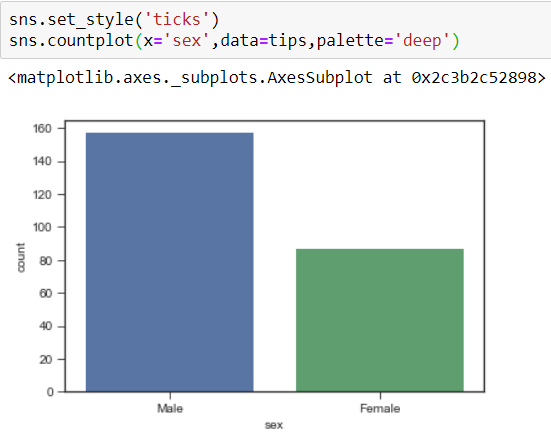 sns.set_style('ticks')
sns.countplot(x='sex',data=tips,palette='deep')
<matplotlib.axes._subplots.AxesSubplot at 0x2c3b2c52898>
160
140
120
100
80
60
40
20
0
count
Male Female
sex